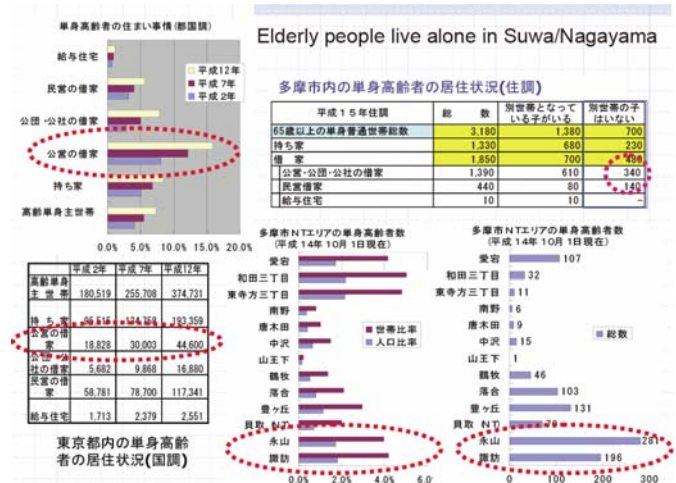 単身高齢者の住まい事情(都国調)
給与住宅
民営の借家
公団・公社の借家
公営の借家
持ち家
高齢単身主世帯
平成12年
平成7年
平成2年
0.0% 5.0% 10.0% 15.0% 20.0%
Elderly people live alone in Suwa/Nagayama
多摩市内の単身高齢者の居住状況(住調)
平成15年住調 総 数 別世帯となっている子がいる 別世帯の子はいない
65歳以上の単身普通世帯総数 3,180 1,380 700
持ち家 1,330 680 230
借 家 1,850 700 480
公営・公団・公社の借家 1,390 610 340
民営借家 440 80 140
給与住宅 10 10 –
平成2年 平成7年 平成12年
高齢単身主世帯 180,519 255,708 374,731
持ち家 95,515 134,758 193,359
公営の借家 18,828 30,003 44,600
公団・公社の借家 5,682 9,868 16,880
民営の借家 58,781 78,700 117,341
給与住宅 1,713 2,379 2,551
東京都内の単身高齢
者の居住状況(国調)
多摩市NTエリアの単身高齢者数
(平成 14年10月 1日現在)
愛宕
和田三丁目
東寺方三丁目
南野
唐木田
中沢
山王下
鶴牧
落合
豊ヶ丘
貝取(NT)
永山
諏訪
世帯比率
人口比率
0.0% 2.0% 4.0% 6.0%
多摩市NTエリアの単身高齢者数
(平成 14年10月 1日現在)
愛宕 107
和田三丁目 32
東寺方三丁目 11
南野 6
唐木田 9
中沢 15
山王下 1
鶴牧 46
落合 103
豊ヶ丘 131
貝取(NT)
永山 281
諏訪 196
総数
0 100 200 300